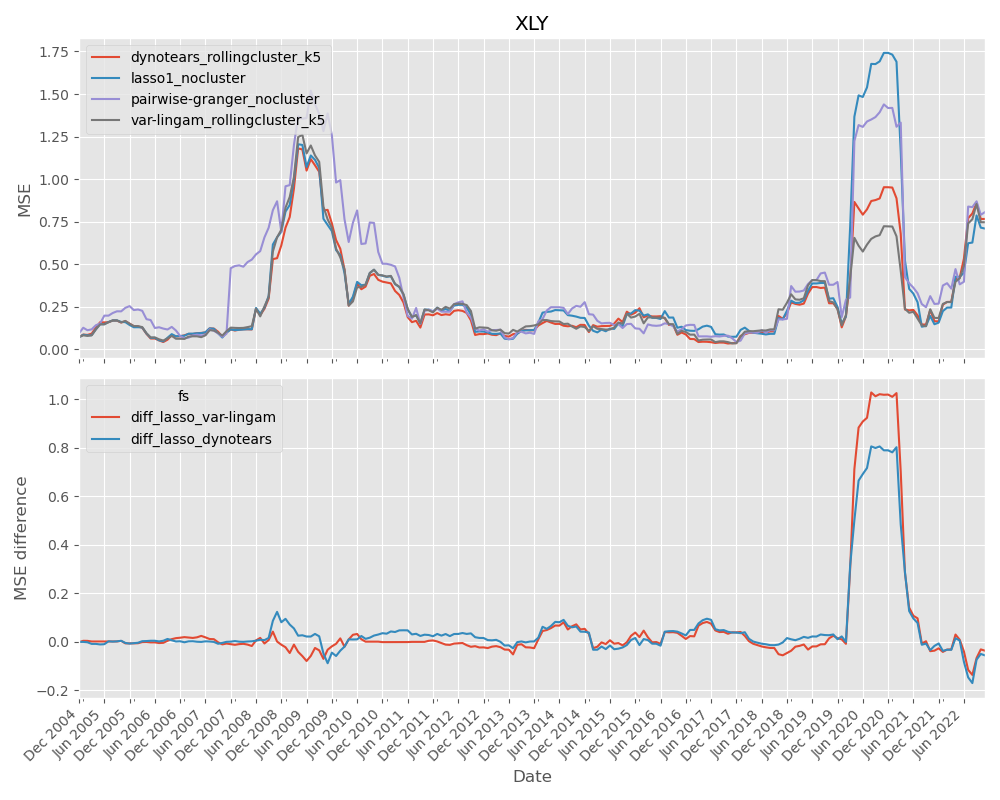 XLY
1.75
1.50
1.25
1.00
0.75
0.50
0.25
0.00
MSE
dynotears_rollingcluster_k5
lasso1_nocluster
pairwise-granger_nocluster
var-lingam_rollingcluster_k5
1.0
0.8
0.6
0.4
0.2
0.0
−0.2
MSE difference
fs
diff_lasso_var-lingam
diff_lasso_dynotears
Dec 2004
Jun 2005
Dec 2005
Jun 2006
Dec 2006
Jun 2007
Dec 2007
Jun 2008
Dec 2008
Jun 2009
Dec 2009
Jun 2010
Dec 2010
Jun 2011
Dec 2011
Jun 2012
Dec 2012
Jun 2013
Dec 2013
Jun 2014
Dec 2014
Jun 2015
Dec 2015
Jun 2016
Dec 2016
Jun 2017
Dec 2017
Jun 2018
Dec 2018
Jun 2019
Dec 2019
Jun 2020
Dec 2020
Jun 2021
Dec 2021
Jun 2022
Date